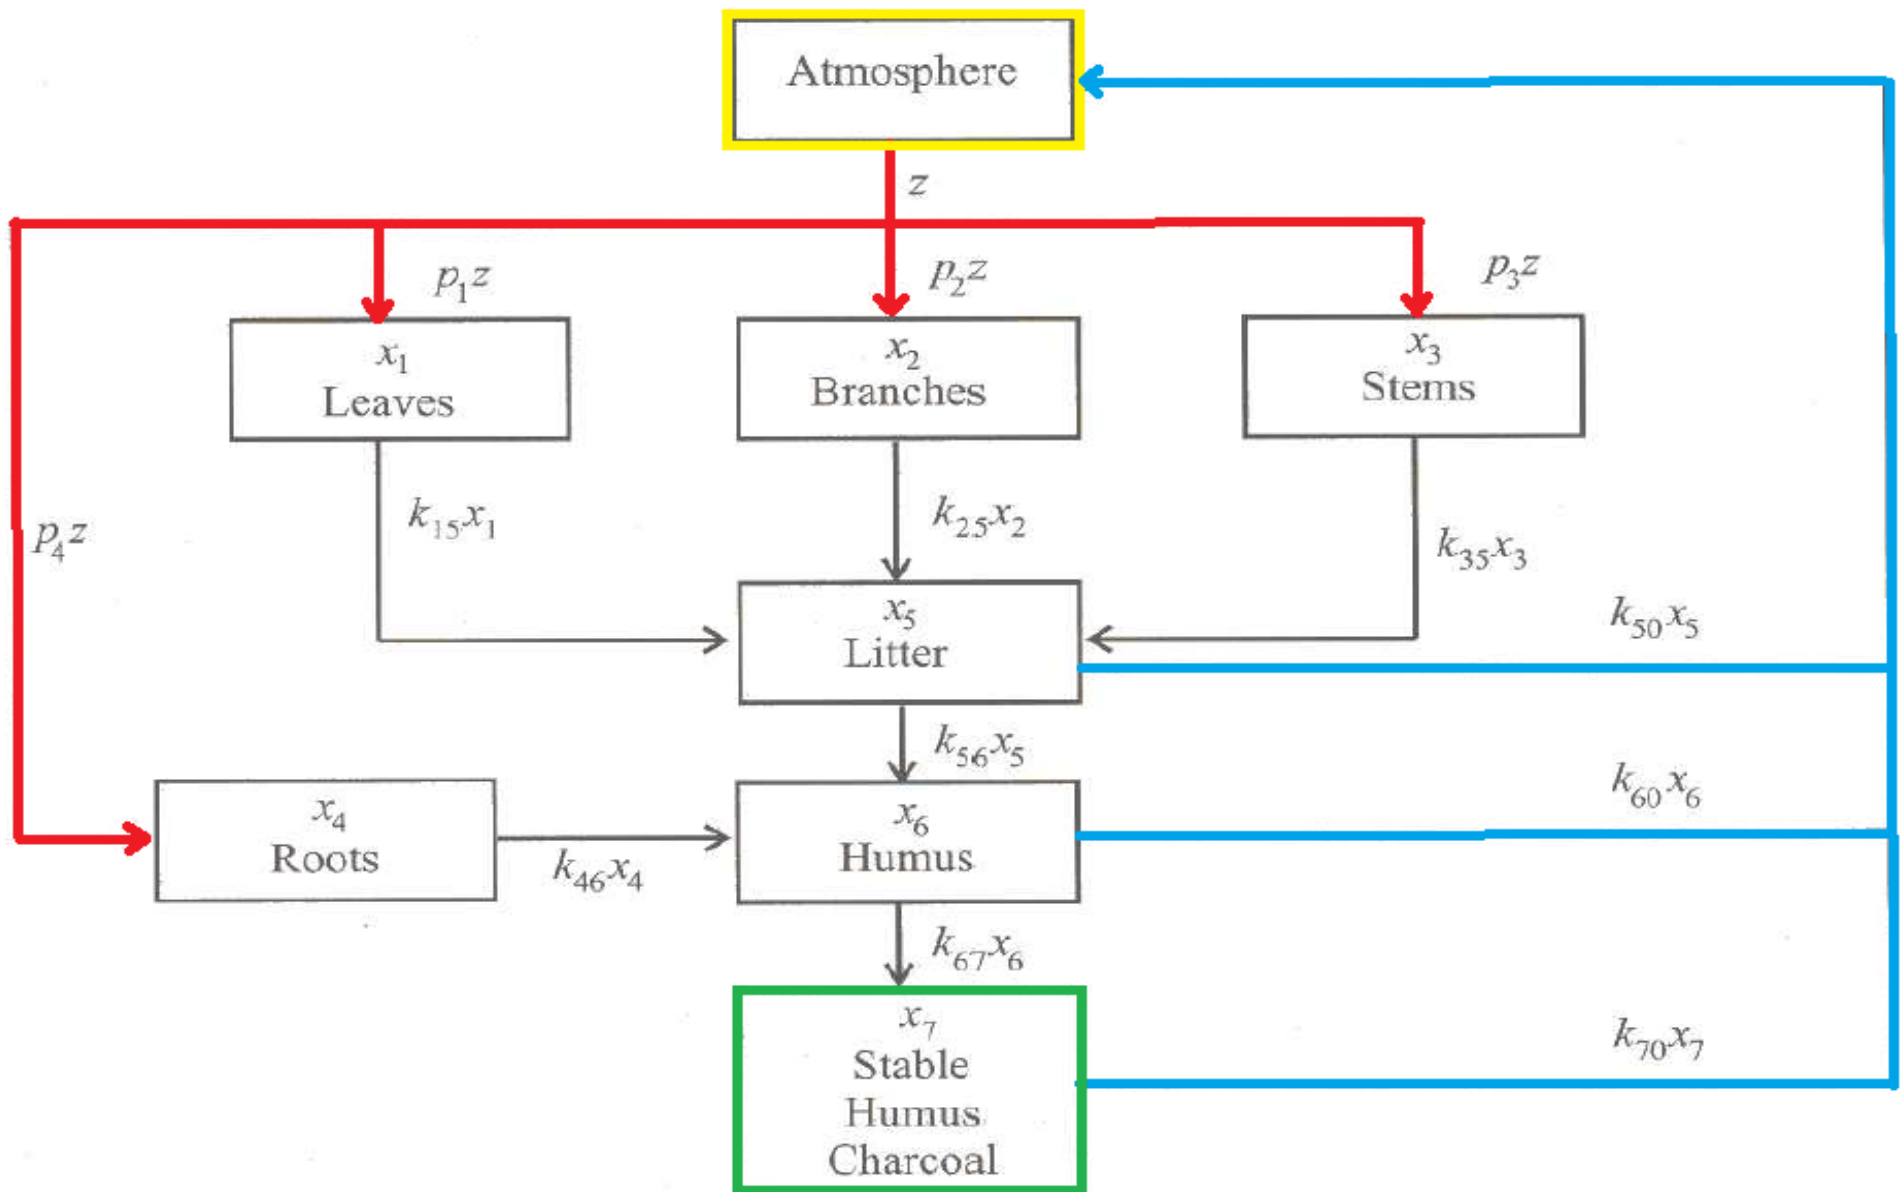 Atmosphere
z
p₁z
p₂z
p₃z
x₁
Leaves
x₂
Branches
x₃
Stems
p₄z
k₁₅x₁
k₂₅x₂
k₃₅x₃
x₅
Litter
k₅₀x₅
k₅₆x₅
x₄
Roots
k₄₆x₄
x₆
Humus
k₆₀x₆
k₆₇x₆
x₇
Stable
Humus
Charcoal
k₇₀x₇